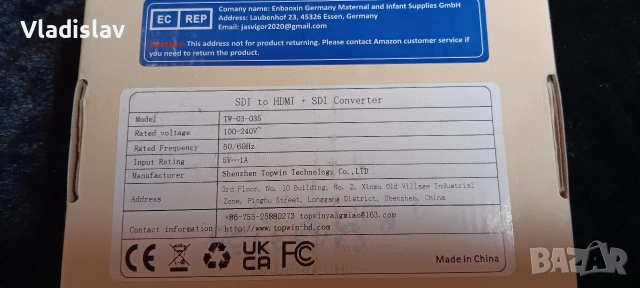 Vladislav
EC REP
Comany name: Enbaoxin Germany Maternal and Infant Supplies GmbH
Address: Laubenhof 23, 45326 Essen, Germany
Email: jasvigor2020@gmail.com
This address not for product returning. Please contact Amazon customer service if
you need to return the product.
SDI to HDMI + SDI Converter
Model TW-03-035
Rated voltage 100-240V~
Rated Frequency 50/60Hz
Input Rating 5V⎓1A
Manufacturer Shenzhen Topwin Technology Co.,LTD
Address 3rd Floor, No. 10 Building, No. 2, Xinsu Old Village Industrial
Zone, Pinghu Street, Longgang District, Shenzhen, China
Contact information +86-755-25880273 topwinyaigmiao@163.com
http://www.topwin-hd.com
CE UK CA FC Made in China
BAZAR